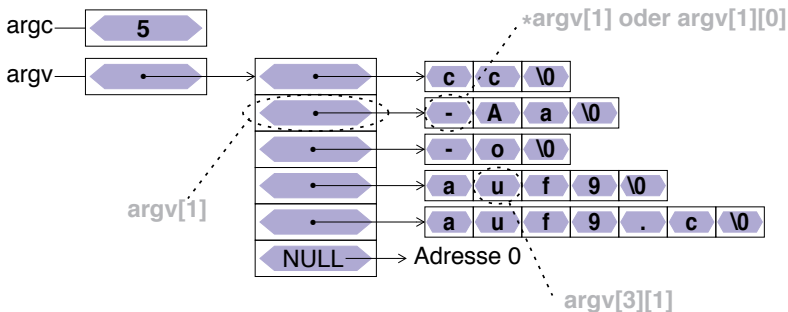 *argv[1] oder argv[1][0]
argc 5
argv c c \0
- A a \0
- o \0
argv[1] a u f 9 \0
a u f 9 . c \0
NULL Adresse 0
argv[3][1]